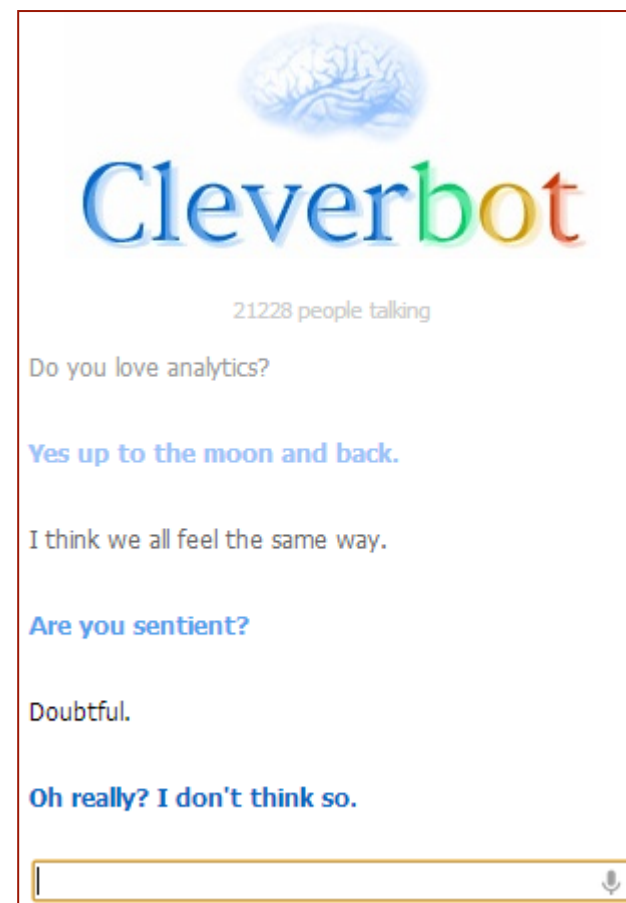 Cleverbot
21228 people talking
Do you love analytics?
Yes up to the moon and back.
I think we all feel the same way.
Are you sentient?
Doubtful.
Oh really? I don't think so.